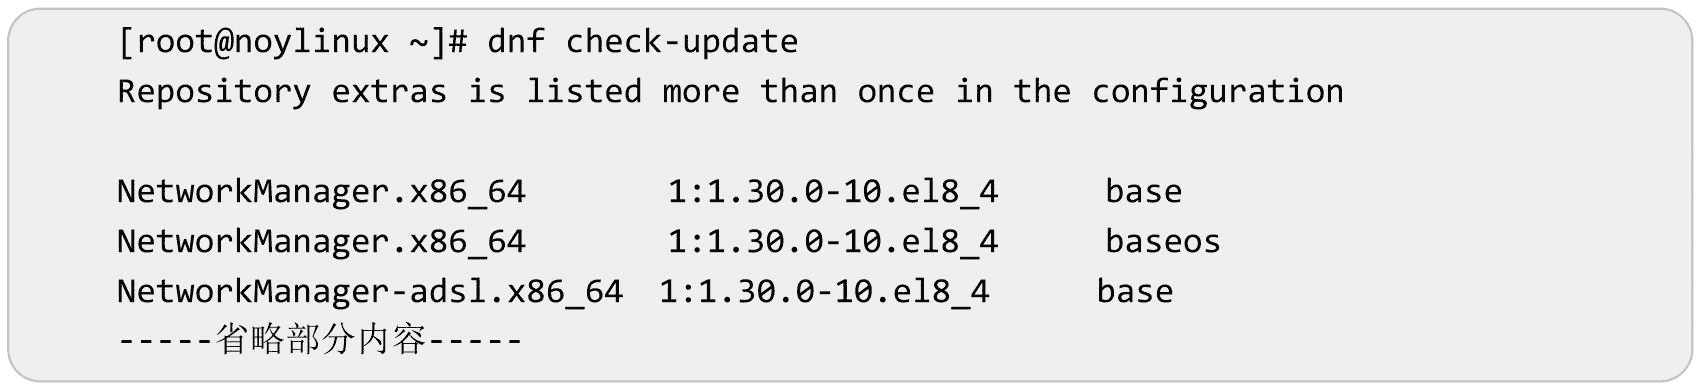 [root@noylinux ~]# dnf check-update
Repository extras is listed more than once in the configuration
NetworkManager.x86_64 1:1.30.0-10.el8_4 base
NetworkManager.x86_64 1:1.30.0-10.el8_4 baseos
NetworkManager-adsl.x86_64 1:1.30.0-10.el8_4 base
-----省略部分内容-----